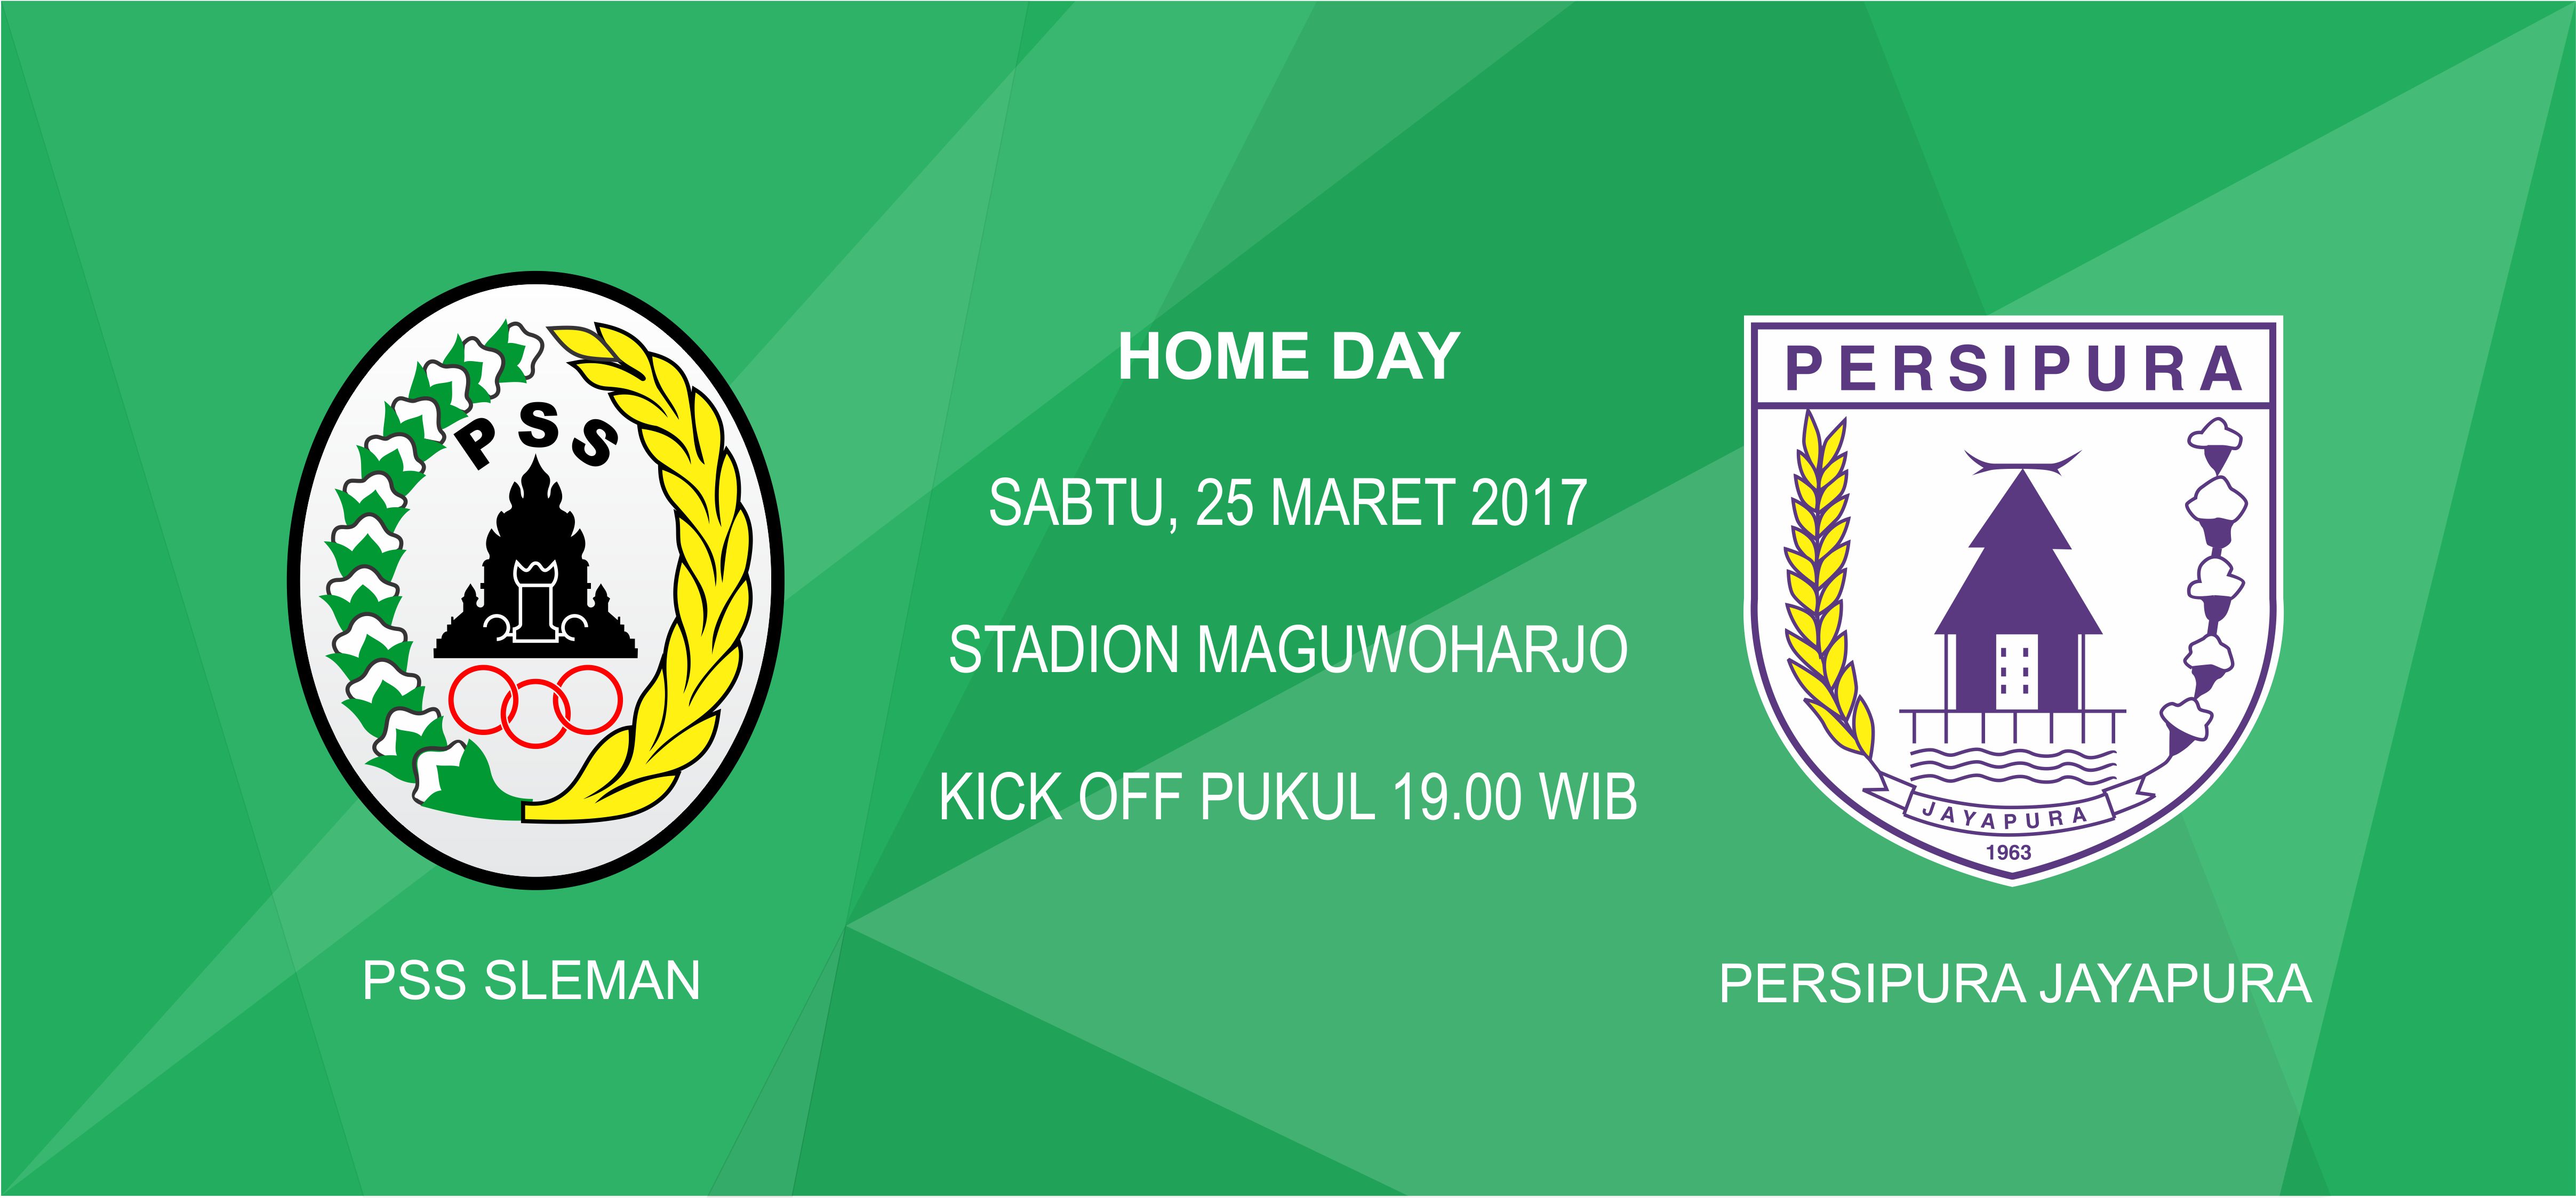 PSS
HOME DAY
SABTU, 25 MARET 2017
STADION MAGUWOHARJO
KICK OFF PUKUL 19.00 WIB
PERSIPURA
JAYAPURA
1963
PSS SLEMAN
PERSIPURA JAYAPURA